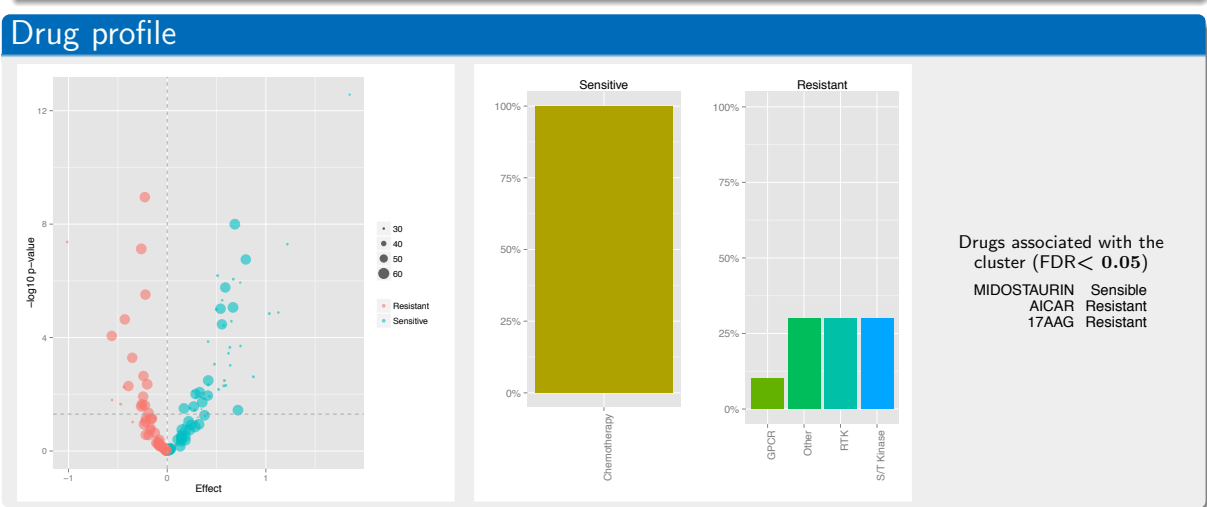 Drug profile
12
8
4
0
−log10 p−value
−1
0
1
Effect
30
40
50
60
Resistant
Sensitive
Sensitive
100%
75%
50%
25%
0%
Chemotherapy
Resistant
100%
75%
50%
25%
0%
GPCR
Other
RTK
S/T Kinase
Drugs associated with the
cluster (FDR< 0.05)
MIDOSTAURIN Sensible
AICAR Resistant
17AAG Resistant